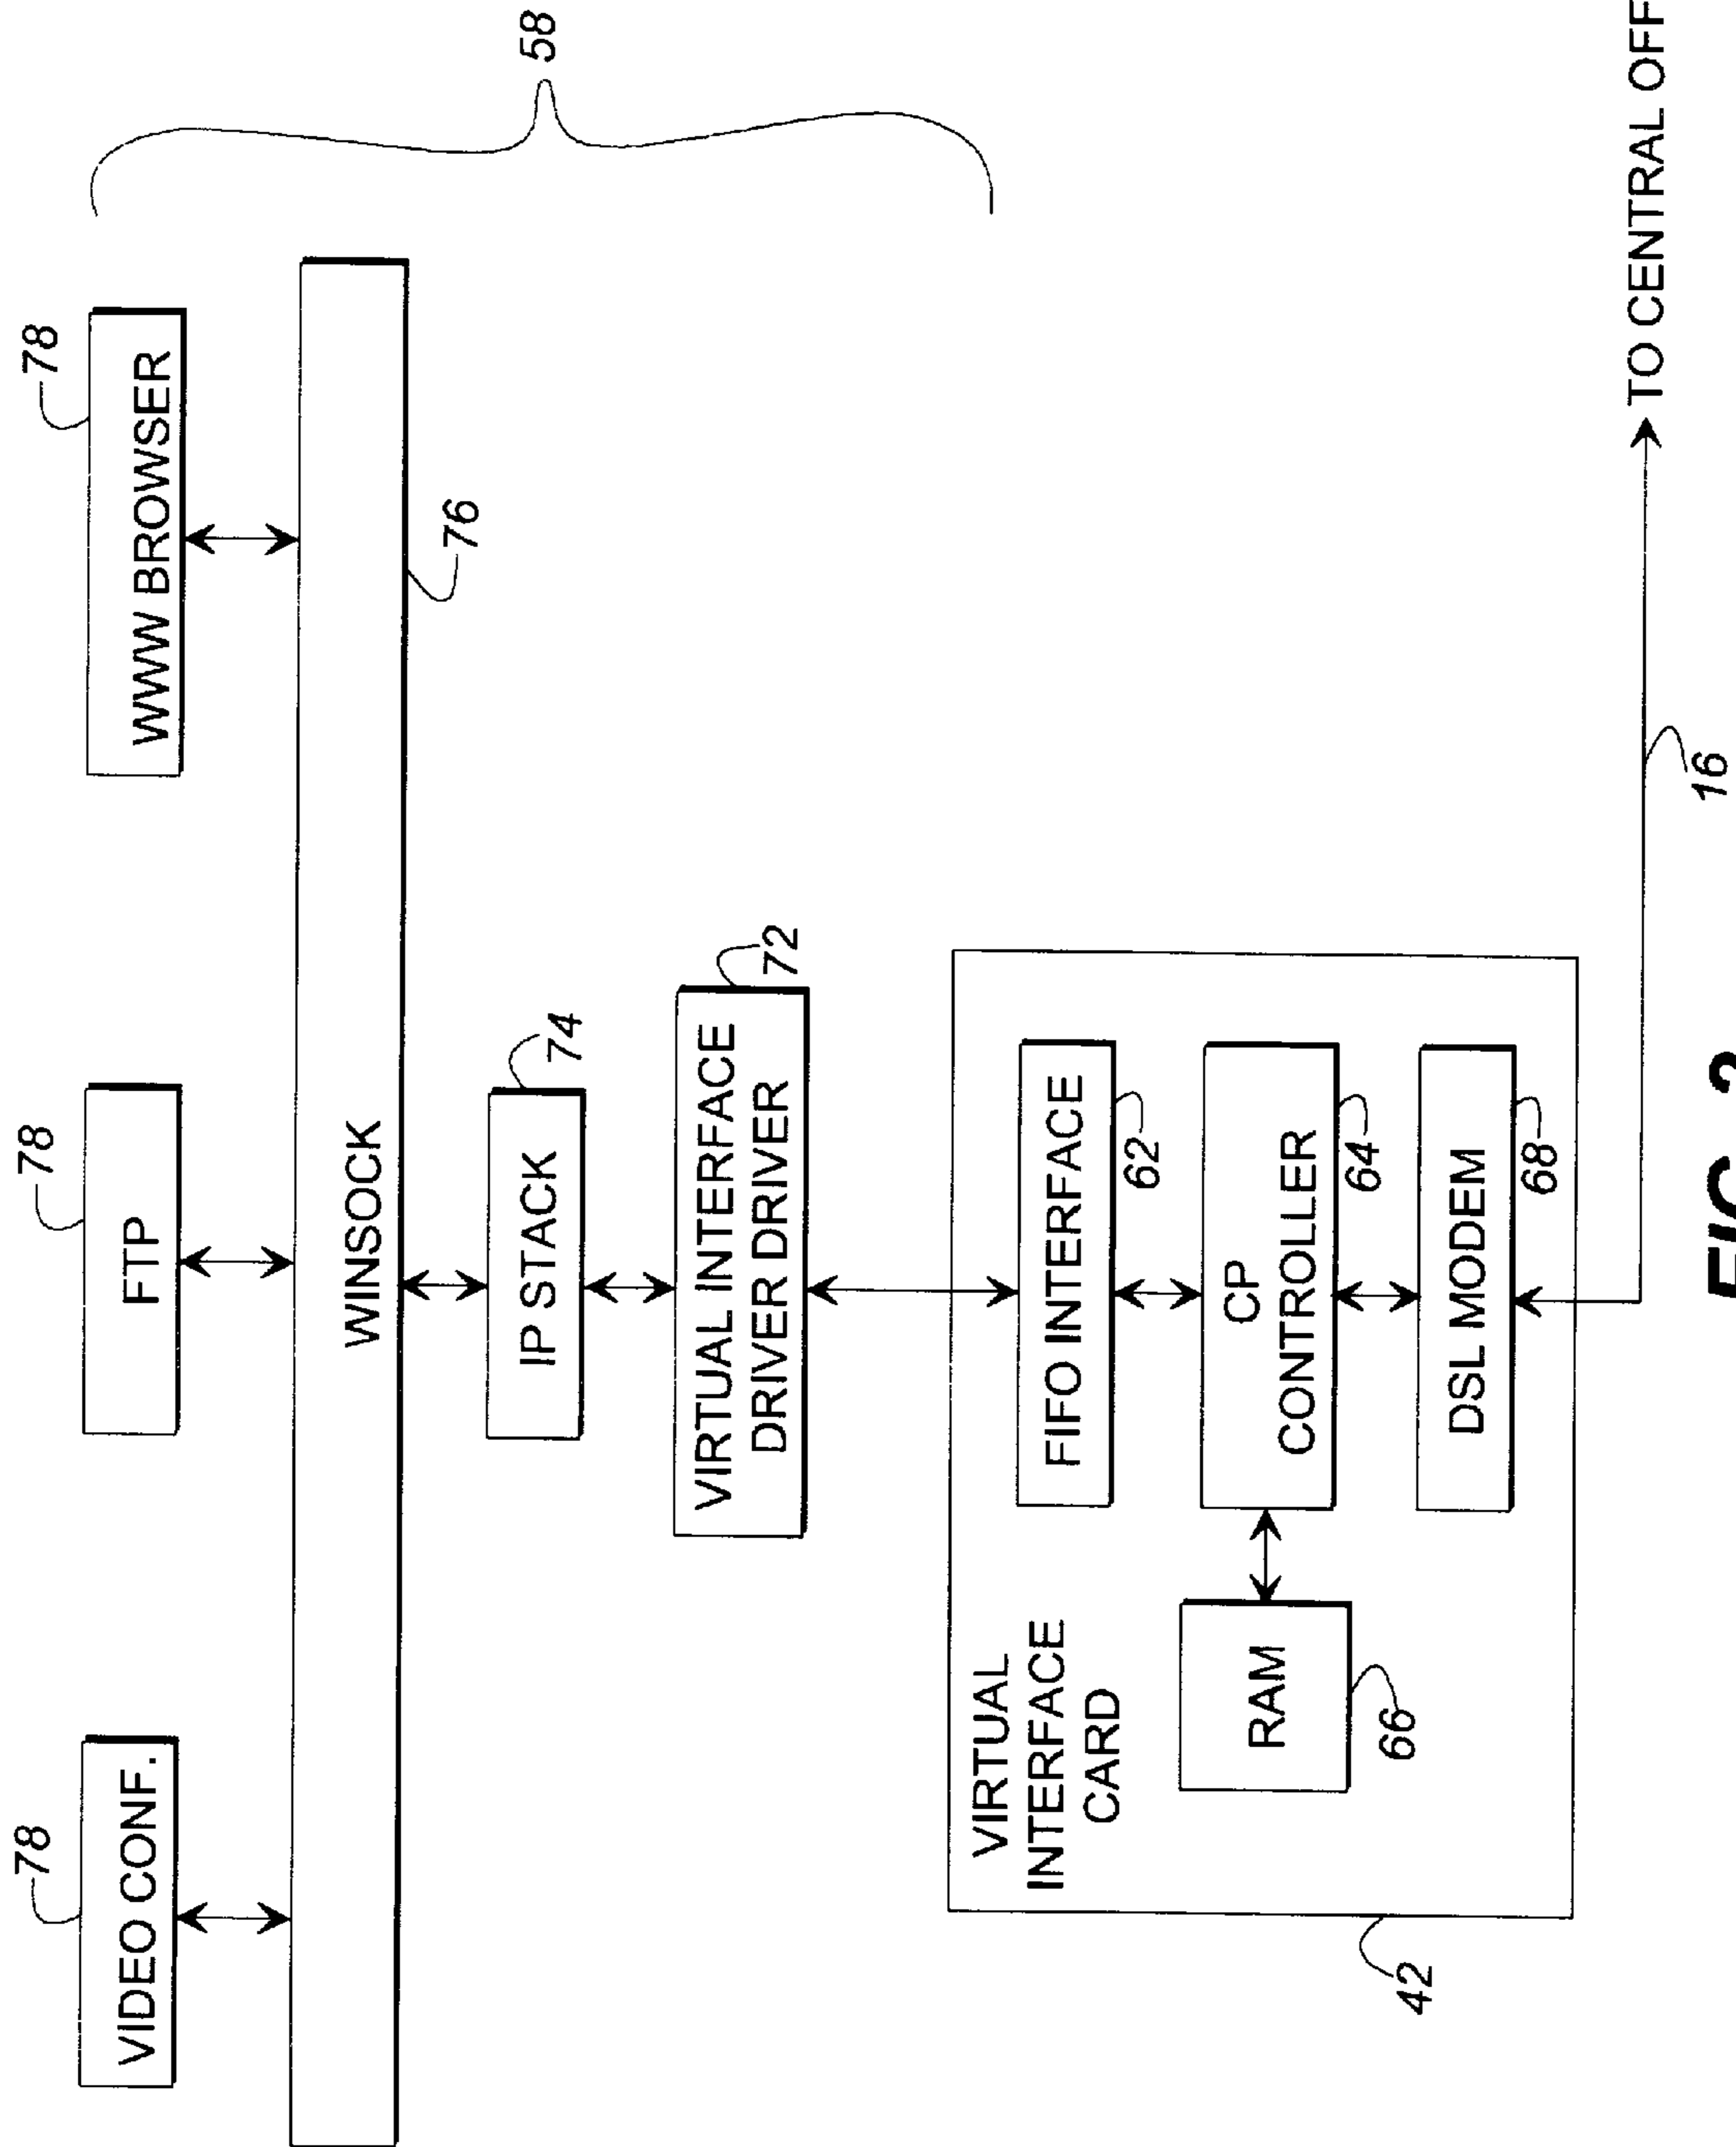 78
78
78
VIDEO CONF.
FTP
WWW BROWSER
58
WINSOCK
76
74
IP STACK
72
VIRTUAL INTERFACE
DRIVER DRIVER
VIRTUAL
INTERFACE
CARD
FIFO INTERFACE
62
CP
CONTROLLER
64
RAM
66
DSL MODEM
68
42
16
TO CENTRAL OFF